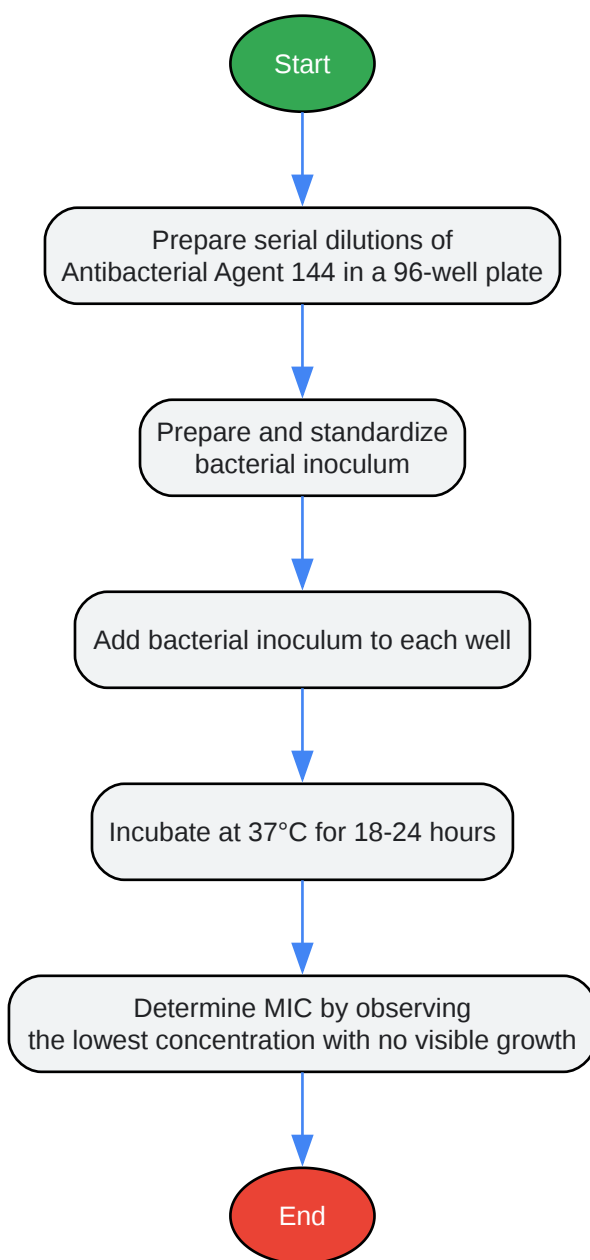 Start
Prepare serial dilutions of
Antibacterial Agent 144 in a 96-well plate
Prepare and standardize
bacterial inoculum
Add bacterial inoculum to each well
Incubate at 37°C for 18-24 hours
Determine MIC by observing
the lowest concentration with no visible growth
End